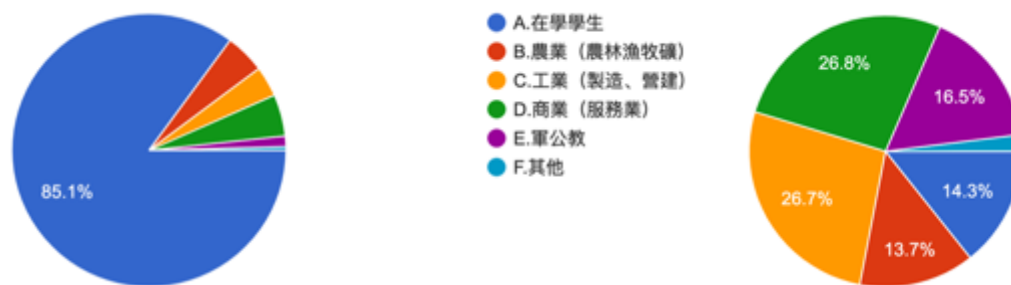 85.1%
A.在學學生
B.農業（農林漁牧礦）
C.工業（製造、營建）
D.商業（服務業）
E.軍公教
F.其他
26.8%
16.5%
26.7%
14.3%
13.7%